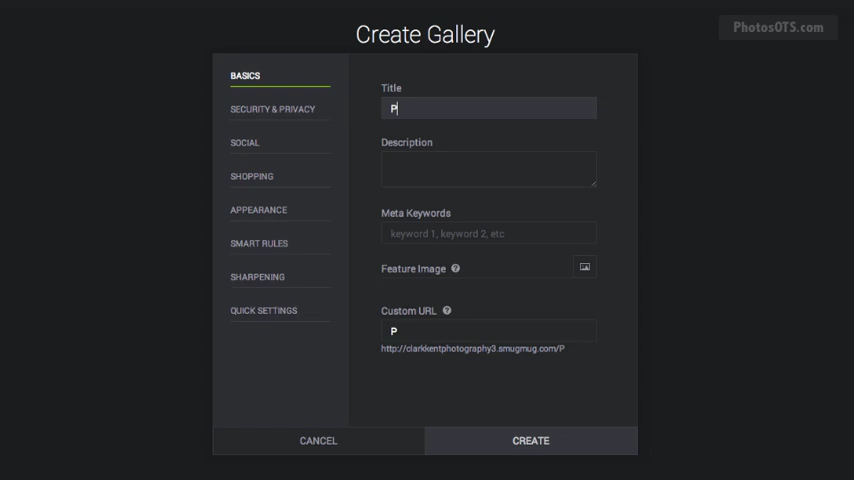 PhotosOTS.com
Create Gallery
BASICS
SECURITY & PRIVACY
SOCIAL
SHOPPING
APPEARANCE
SMART RULES
SHARPENING
QUICK SETTINGS
Title
P
Description
Meta Keywords
keyword 1, keyword 2, etc
Feature Image ?
Custom URL ?
P
http://clarkkentphotography3.smugmug.com/P
CANCEL
CREATE